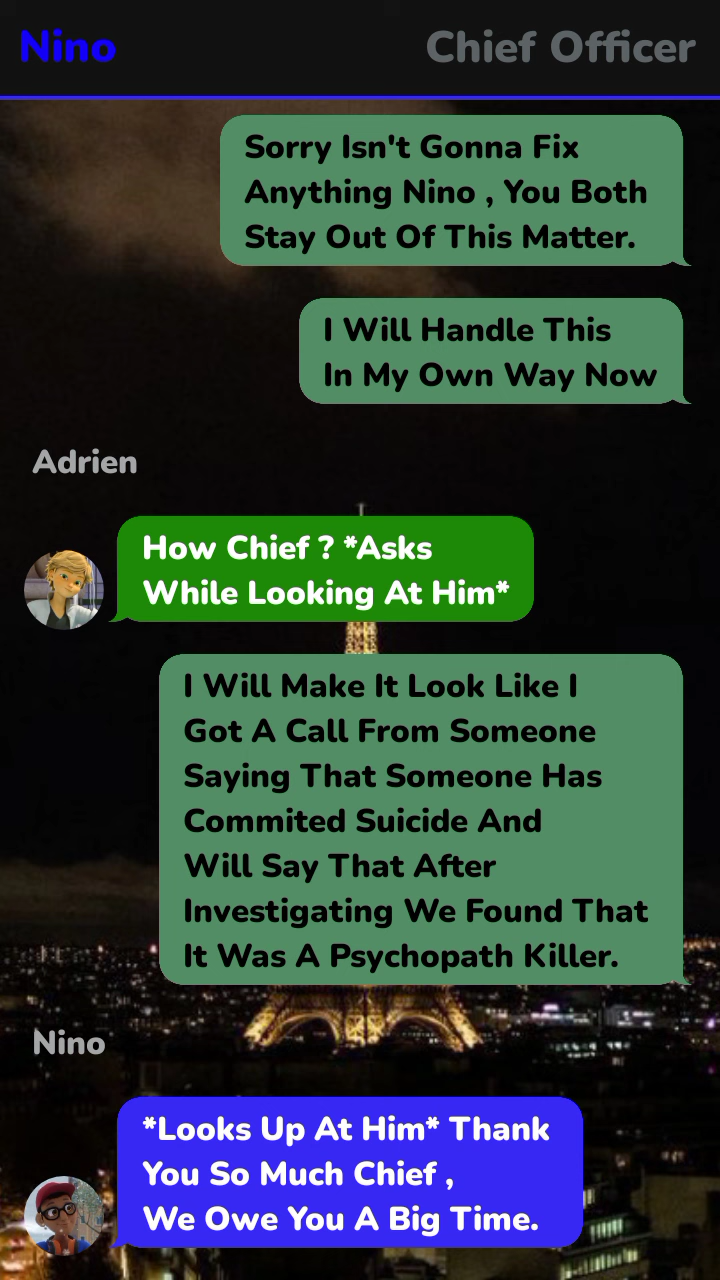 Nino
Chief Officer
Sorry Isn't Gonna Fix
Anything Nino , You Both
Stay Out Of This Matter.
I Will Handle This
In My Own Way Now
Adrien
How Chief ? *Asks
While Looking At Him*
I Will Make It Look Like I
Got A Call From Someone
Saying That Someone Has
Commited Suicide And
Will Say That After
Investigating We Found That
It Was A Psychopath Killer.
Nino
*Looks Up At Him* Thank
You So Much Chief ,
We Owe You A Big Time.